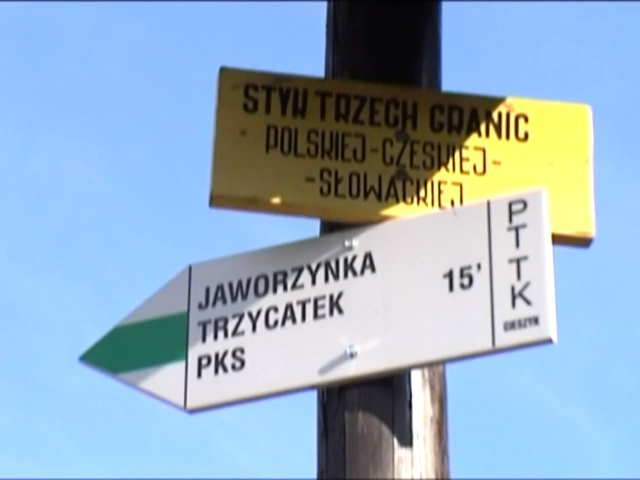 STYK TRZECH GRANIC
POLSKIEJ-CZESKIEJ-
-SŁOWACKIEJ
JAWORZYNKA
TRZYCATEK
PKS
15'
PTTK
CIESZYN